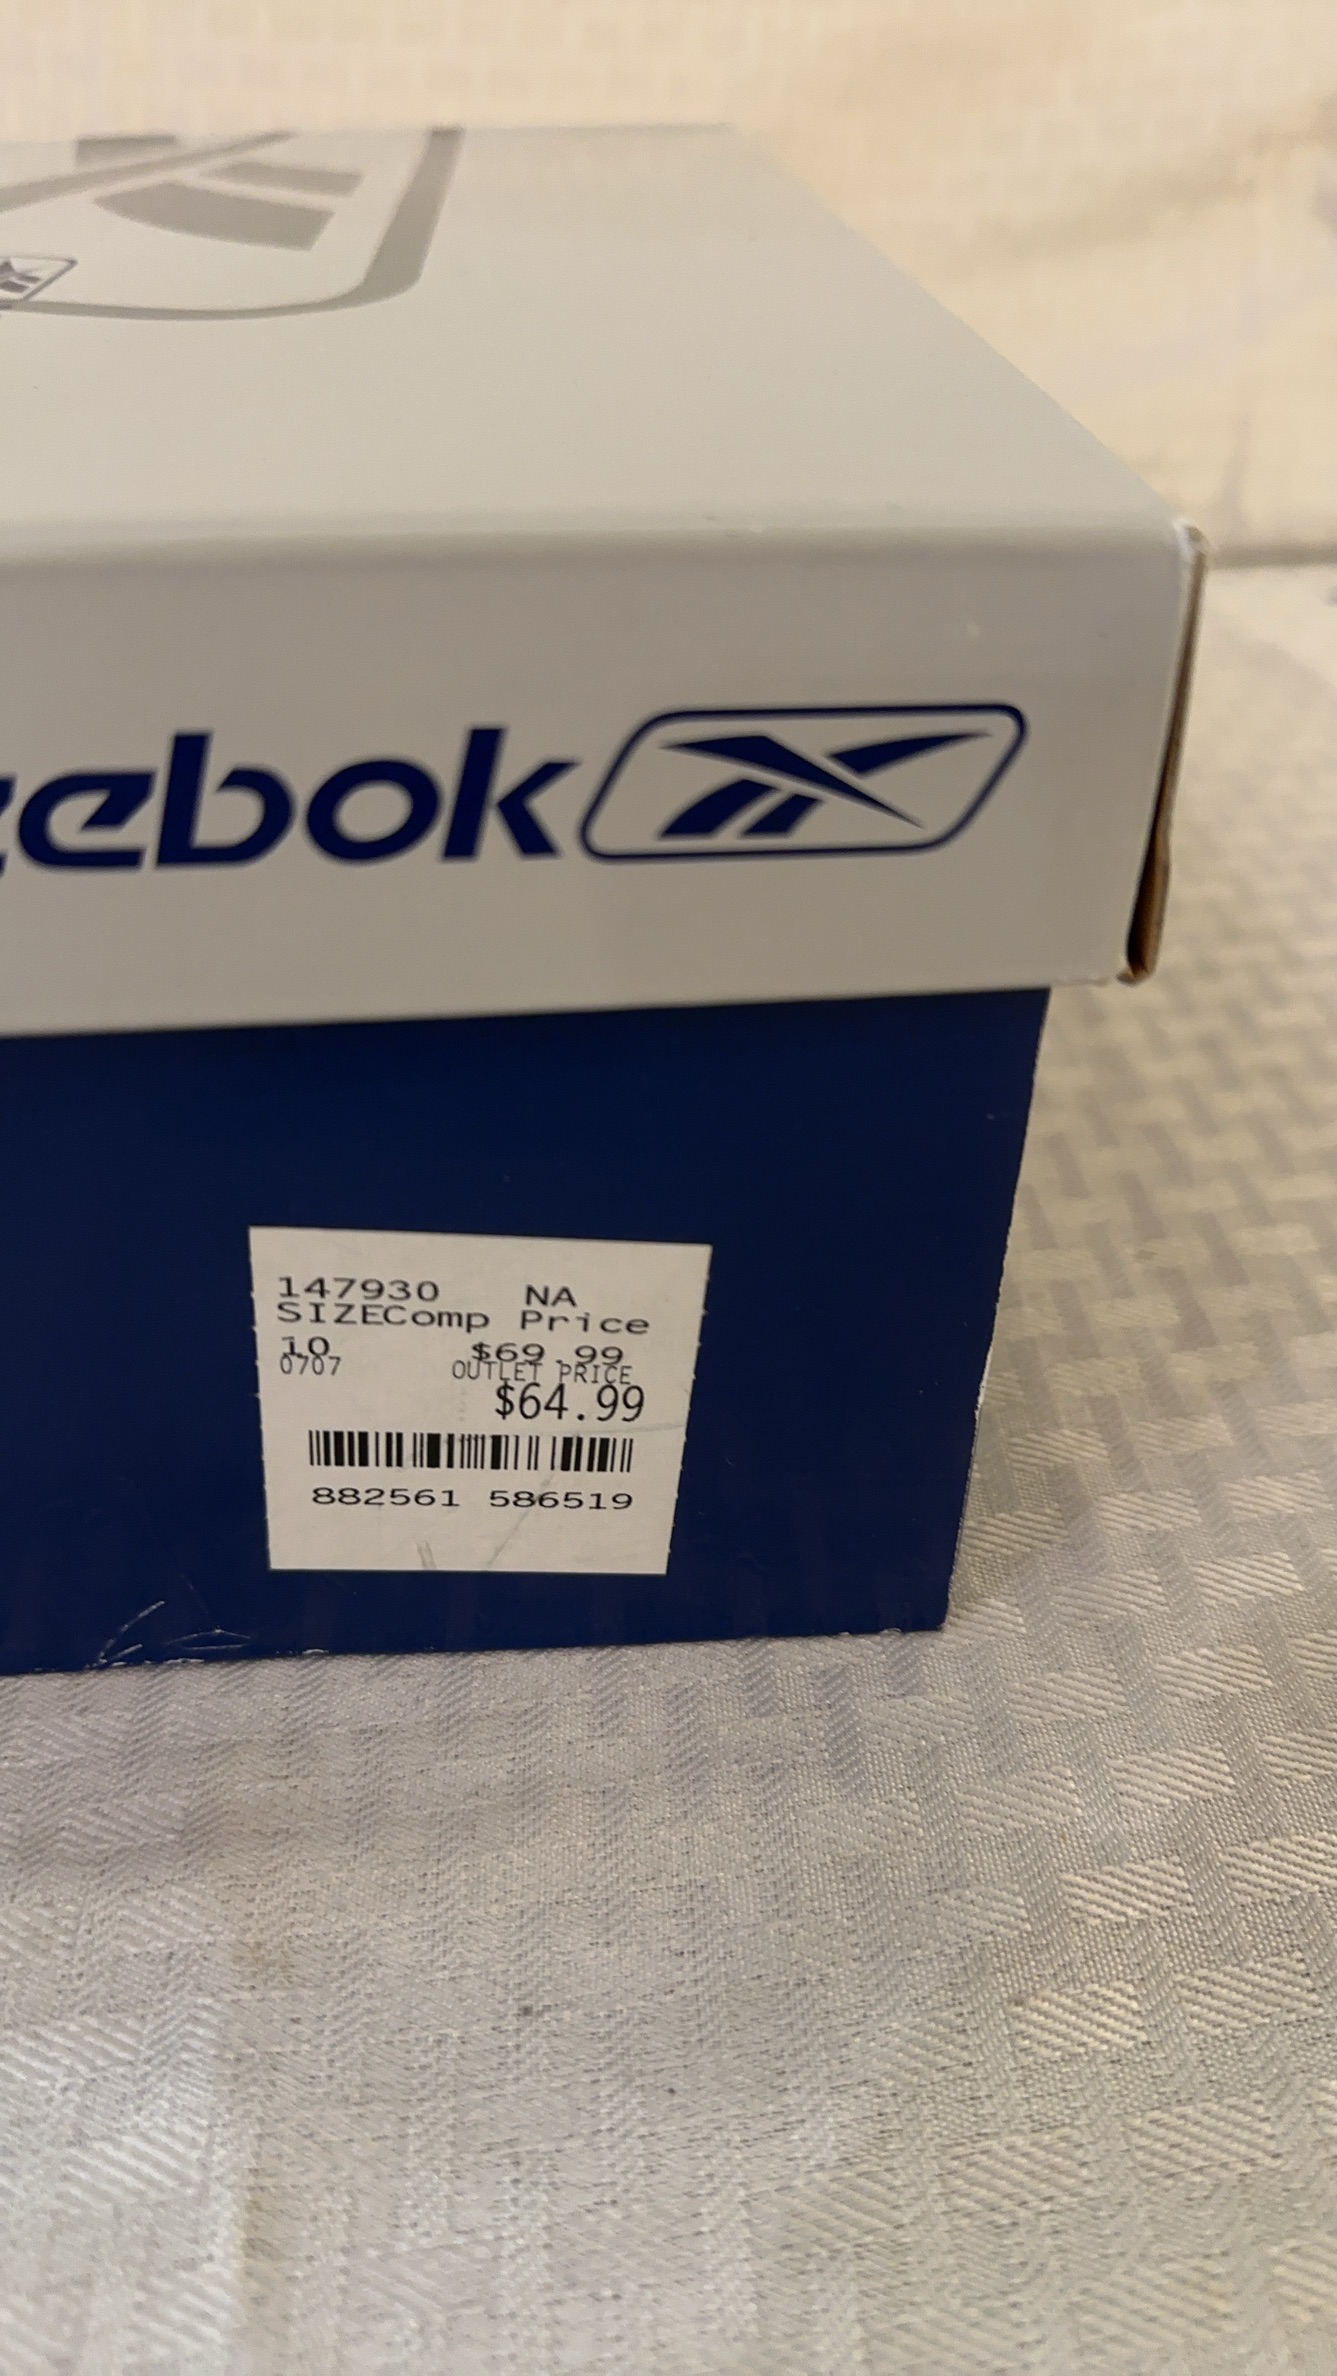 eebok
147930 NA
SIZEComp Price
10 $69.99
0707 OUTLET PRICE
$64.99
882561 586519